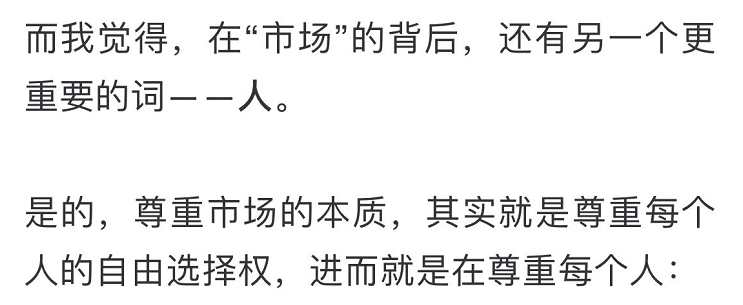 而我觉得，在“市场”的背后，还有另一个更
重要的词——人。
是的，尊重市场的本质，其实就是尊重每个
人的自由选择权，进而就是在尊重每个人：